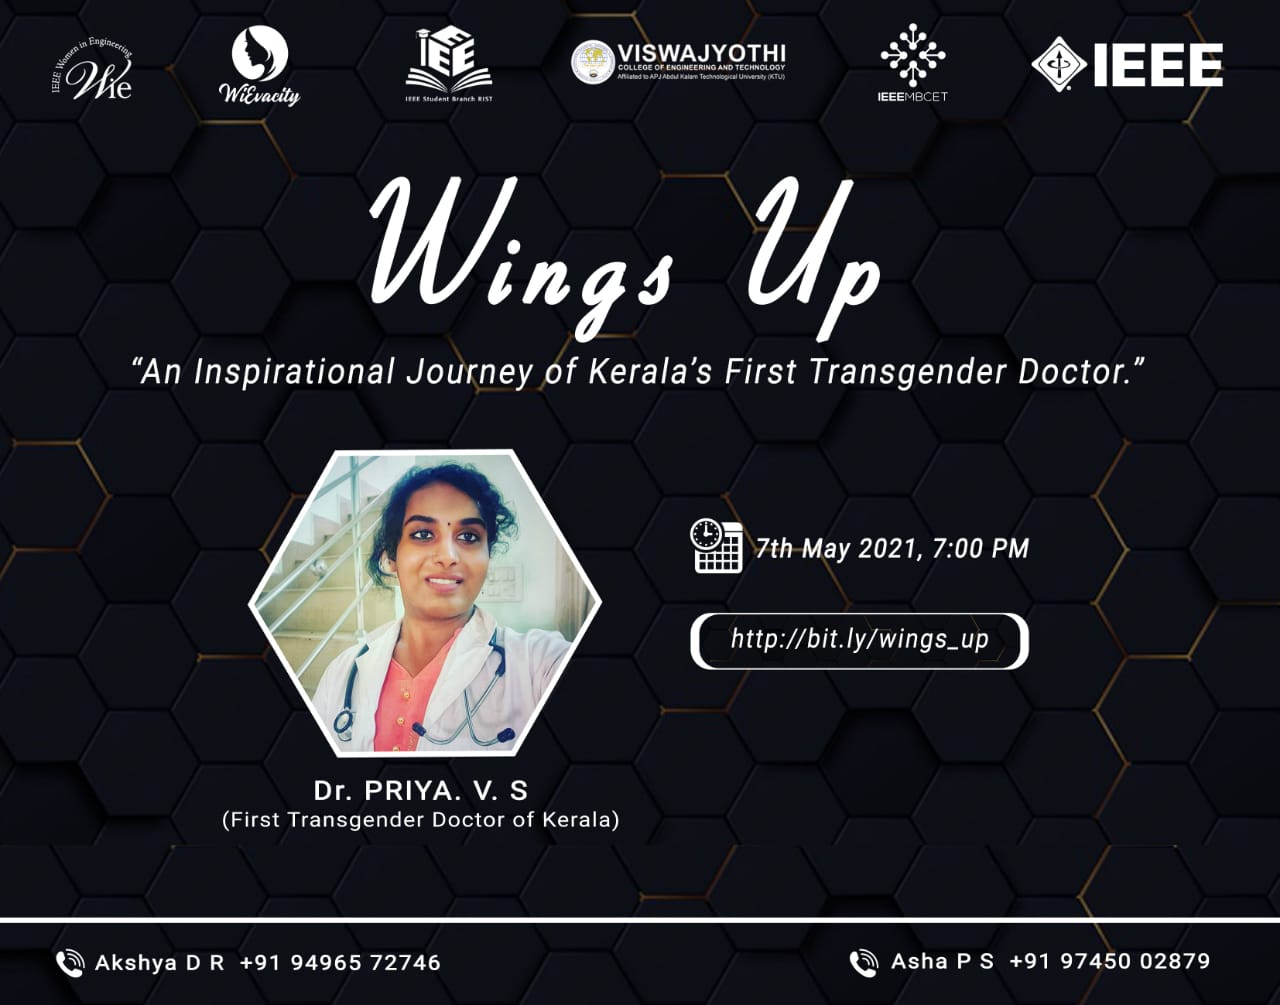 IEEE Women in Engineering
Wie
WiEvacity
IEEE
IEEE Student Branch RIST
VISWAJYOTHI
COLLEGE OF ENGINEERING AND TECHNOLOGY
Affiliated to APJ Abdul Kalam Technological University (KTU)
IEEEMBCET
IEEE
Wings Up
“An Inspirational Journey of Kerala’s First Transgender Doctor.”
7th May 2021, 7:00 PM
http://bit.ly/wings_up
Dr. PRIYA. V. S
(First Transgender Doctor of Kerala)
Akshya D R +91 94965 72746
Asha P S +91 97450 02879